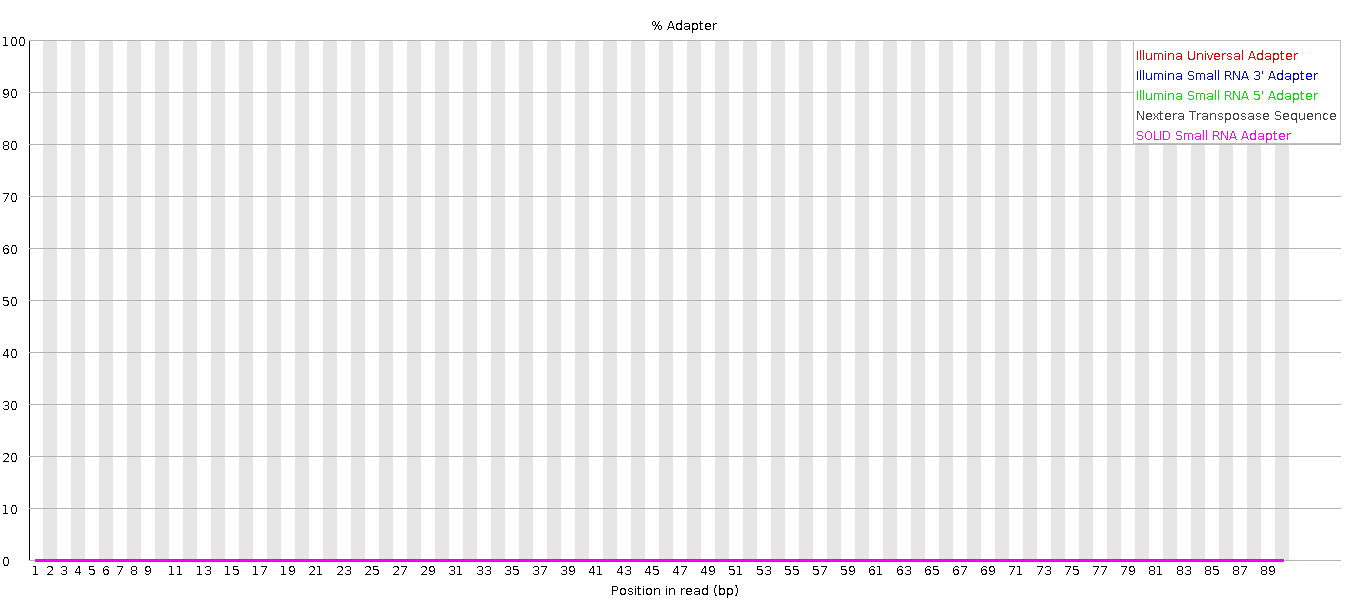 % Adapter
100
90
80
70
60
50
40
30
20
10
0
Illumina Universal Adapter
Illumina Small RNA 3' Adapter
Illumina Small RNA 5' Adapter
Nextera Transposase Sequence
SOLID Small RNA Adapter
1 2 3 4 5 6 7 8 9 11 13 15 17 19 21 23 25 27 29 31 33 35 37 39 41 43 45 47 49 51 53 55 57 59 61 63 65 67 69 71 73 75 77 79 81 83 85 87 89
Position in read (bp)